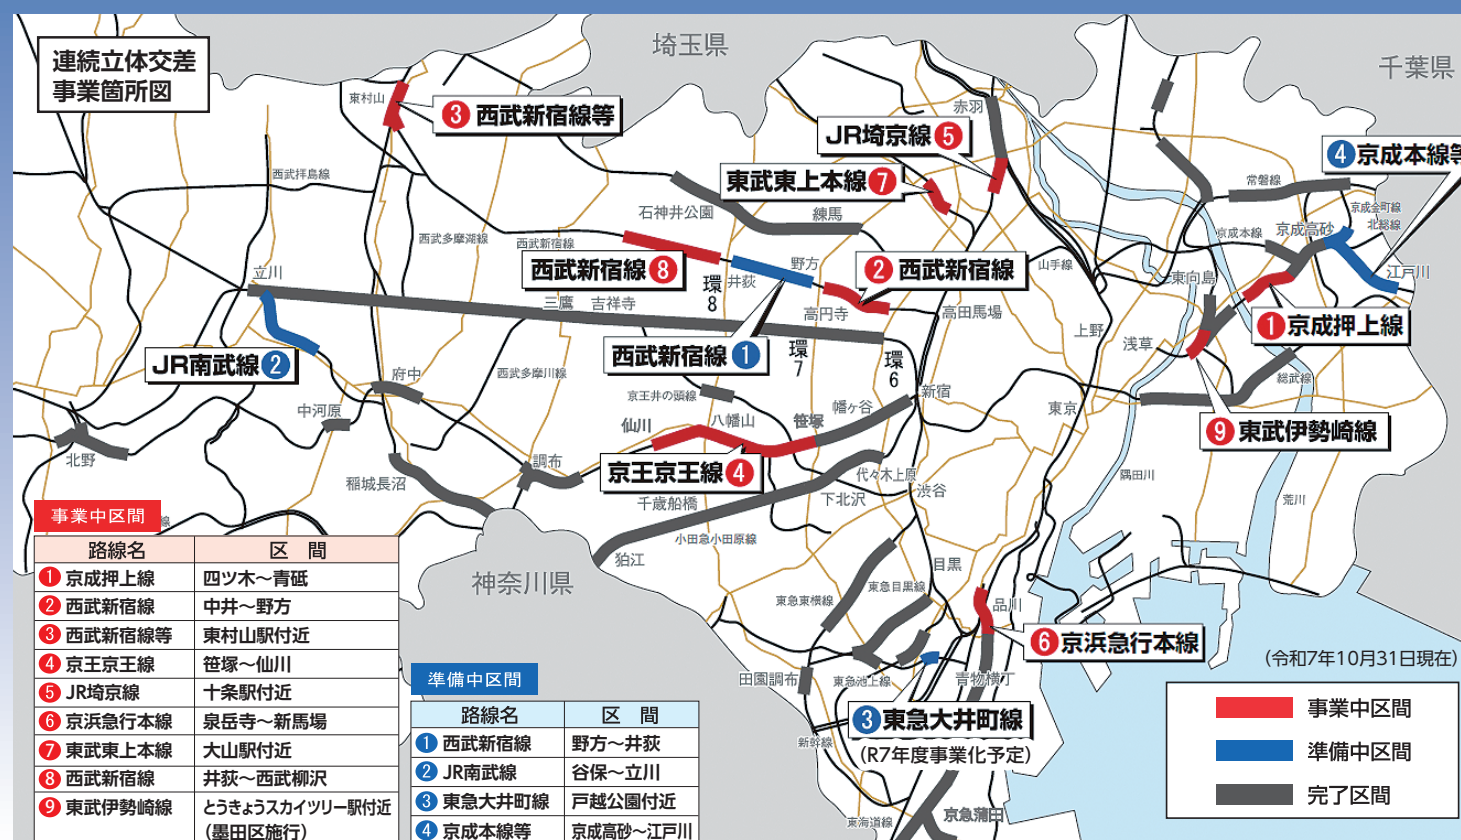 連続立体交差
事業箇所図
埼玉県
千葉県
神奈川県
東村山
③ 西武新宿線等
赤羽
JR埼京線⑤
東武東上本線⑦
④京成本線等
西武拝島線
常磐線
京成金町線
北総線
石神井公園
練馬
西武多摩湖線
西武新宿線
京成本線
京成高砂
西武新宿線⑧
野方
井荻
環8
② 西武新宿線
山手線
東向島
江戸川
立川
三鷹
吉祥寺
高円寺
高田馬場
上野
浅草
①京成押上線
JR南武線②
西武新宿線①
環7
環6
府中
西武多摩川線
京王井の頭線
新宿
総武線
中河原
仙川
八幡山
笹塚
幡ヶ谷
東京
⑨東武伊勢崎線
北野
稲城長沼
調布
京王京王線④
代々木上原
渋谷
隅田川
荒川
千歳船橋
下北沢
狛江
小田急小田原線
目黒
東急目黒線
東急東横線
品川
⑥京浜急行本線
田園調布
東急池上線
青物横丁
③東急大井町線
(R7年度事業化予定)
新幹線
東海道線
京急蒲田
線
事業中区間
路線名 区 間
①京成押上線 四ツ木～青砥
②西武新宿線 中井～野方
③西武新宿線等 東村山駅付近
④京王京王線 笹塚～仙川
⑤JR埼京線 十条駅付近
⑥京浜急行本線 泉岳寺～新馬場
⑦東武東上本線 大山駅付近
⑧西武新宿線 井荻～西武柳沢
⑨東武伊勢崎線 とうきょうスカイツリー駅付近
(墨田区施行)
準備中区間
路線名 区 間
①西武新宿線 野方～井荻
②JR南武線 谷保～立川
③東急大井町線 戸越公園付近
④京成本線等 京成高砂～江戸川
(令和7年10月31日現在)
事業中区間
準備中区間
完了区間